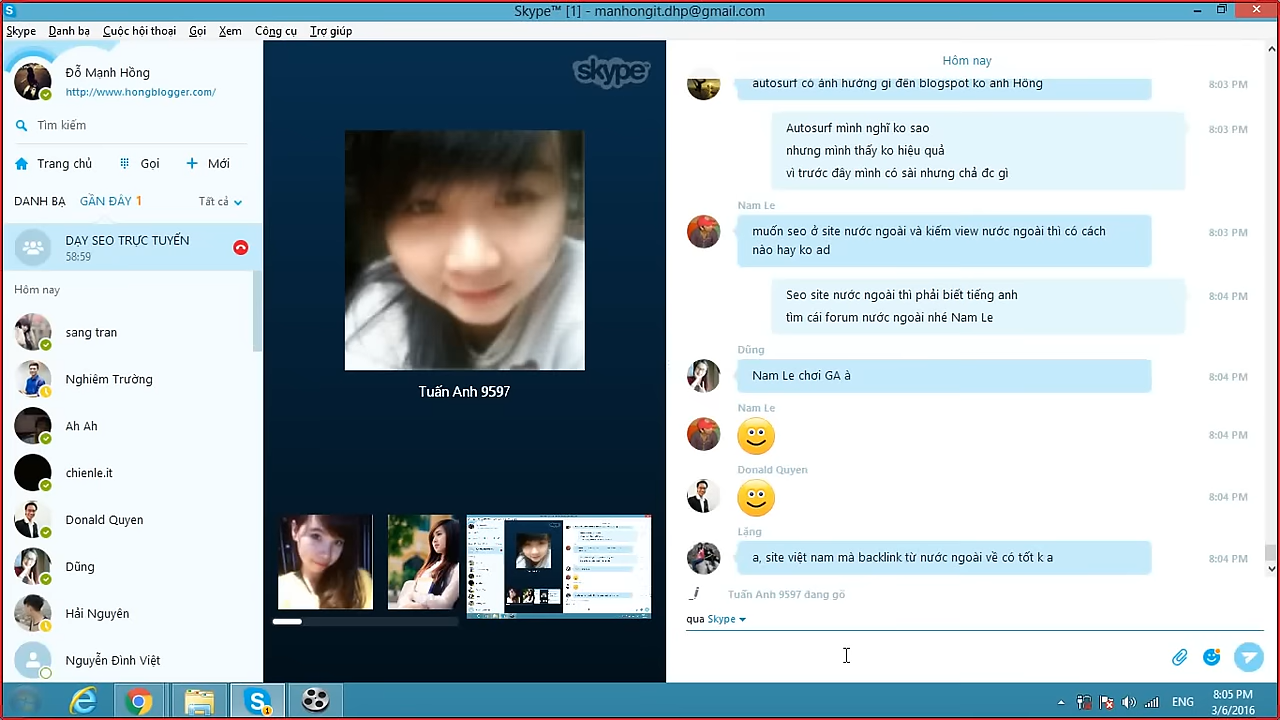 Skype™ [1] - manhongit.dhp@gmail.com
Skype Danh bạ Cuộc hội thoại Gọi Xem Công cụ Trợ giúp
Đỗ Mạnh Hồng
http://www.hongblogger.com/
Tìm kiếm
Trang chủ Gọi Mới
DANH BẠ GẦN ĐÂY 1 Tất cả
DẠY SEO TRỰC TUYẾN
58:59
Hôm nay
sang tran
Nghiêm Trường
Ah Ah
chienle.it
Donald Quyen
Dũng
Hải Nguyên
Nguyễn Đình Việt
skype
Tuấn Anh 9597
Hôm nay
autosurf có ảnh hưởng gì đến blogspot ko anh Hồng 8:03 PM
Autosurf mình nghĩ ko sao 8:03 PM
nhưng mình thấy ko hiệu quả
vì trước đây mình có sài nhưng chả đc gì
Nam Le
muốn seo ở site nước ngoài và kiếm view nước ngoài thì có cách 8:03 PM
nào hay ko ad
Seo site nước ngoài thì phải biết tiếng anh 8:04 PM
tìm cái forum nước ngoài nhé Nam Le
Dũng
Nam Le chơi GA à 8:04 PM
Nam Le
8:04 PM
Donald Quyen
8:04 PM
Lặng
a, site việt nam mà backlink từ nước ngoài về có tốt k a 8:04 PM
Tuấn Anh 9597 đang gõ
qua Skype
ENG
8:05 PM
3/6/2016